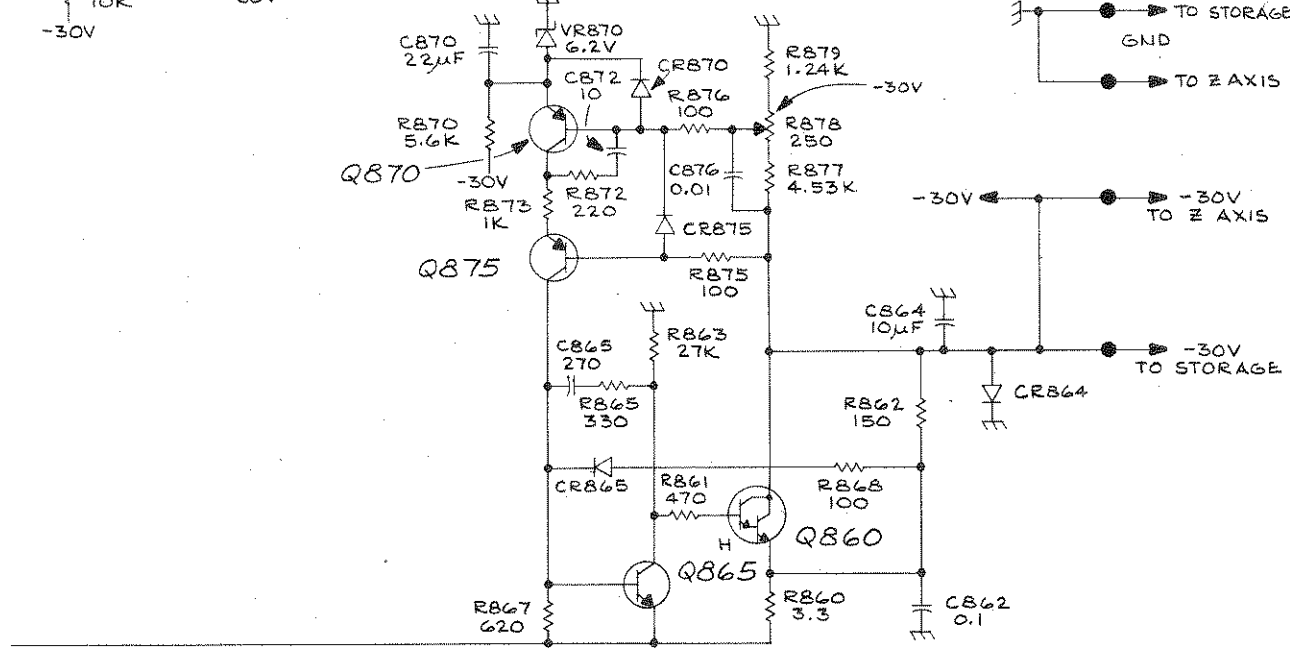 10K
-30V
C870
22µF
VR870
6.2V
CR870
C872
10
R876
100
R879
1.24K
-30V
R878
250
R877
4.53K
C876
0.01
R870
5.6K
Q870
-30V
R872
220
R873
1K
CR875
Q875
R875
100
TO STORAGE
GND
TO Z AXIS
-30V
-30V
TO Z AXIS
C864
10µF
-30V
TO STORAGE
CR864
C865
270
R865
330
R863
27K
R862
150
CR865
R861
470
R868
100
H
Q860
Q865
R867
620
R860
3.3
C862
0.1